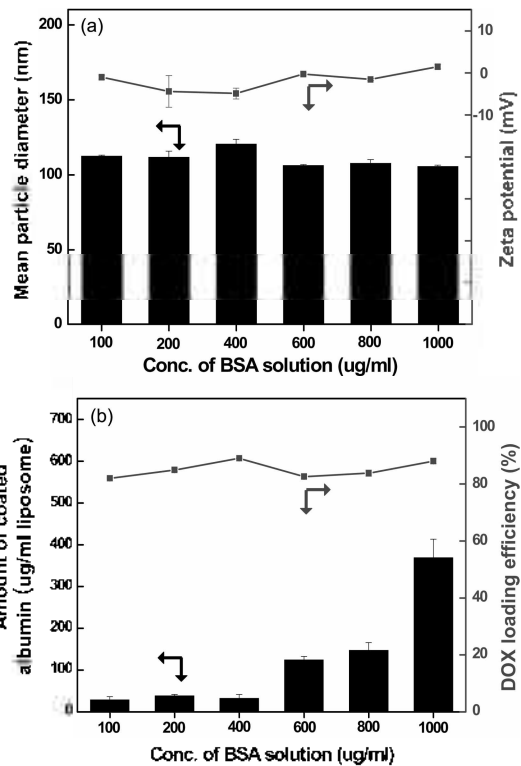 (a)
Mean particle diameter (nm)
200
150
100
50
0
15
0
-10
Zeta potential (mV)
100 200 400 600 800 1000
Conc. of BSA solution (ug/ml)
(b)
Amount of coated
albumin (ug/ml liposome)
700
600
500
400
300
200
100
0
100
80
60
40
20
0
DOX loading efficiency (%)
100 200 400 600 800 1000
Conc. of BSA solution (ug/ml)